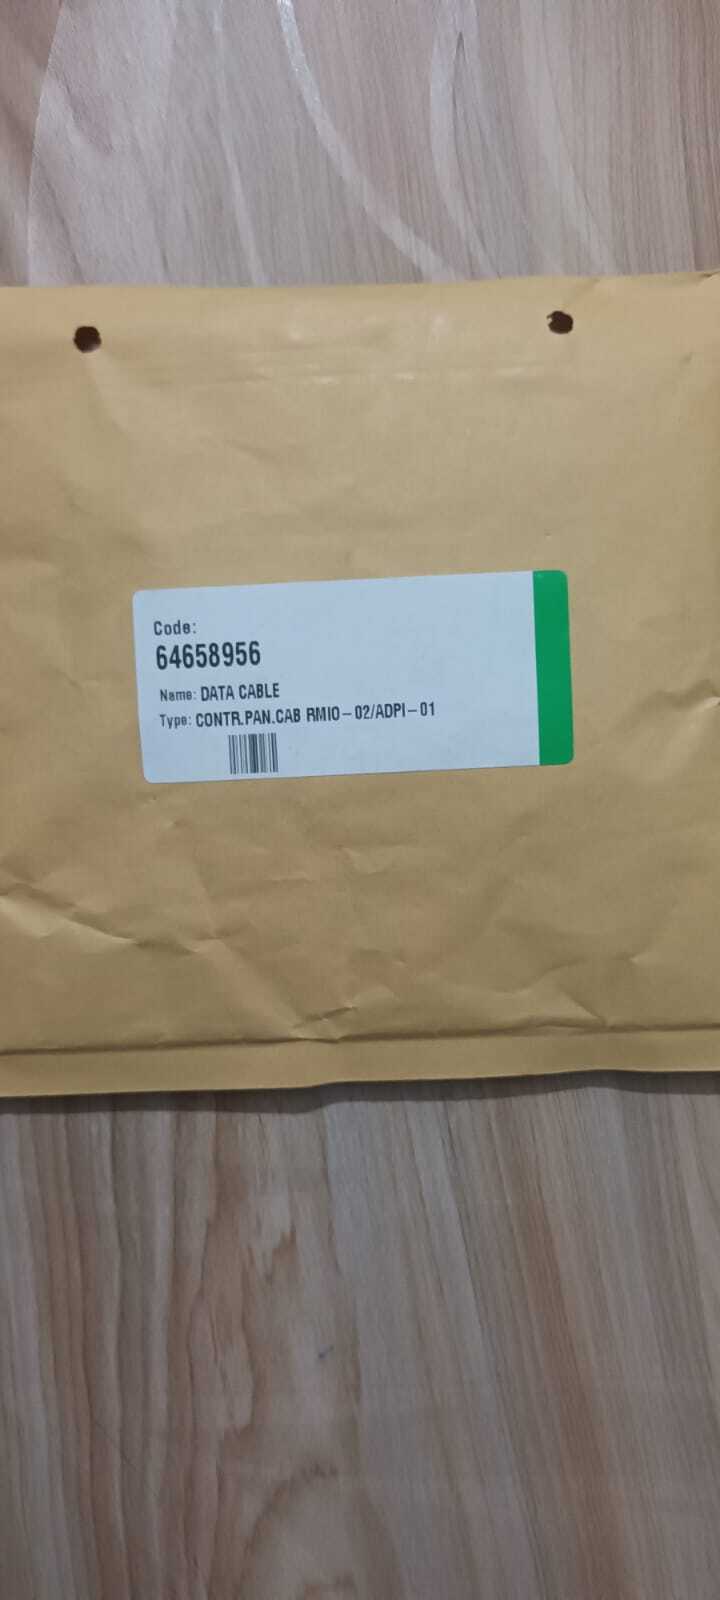 Code:
64658956
Name: DATA CABLE
Type: CONTR.PAN.CAB RMIO-02/ADPI-01